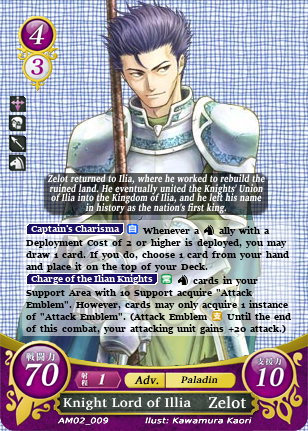 4
3
Zelot returned to Ilia, where he worked to rebuild the
ruined land. He eventually united the Knights' Union
of Ilia into the Kingdom of Ilia, and he left his name
in history as the nation's first king.
Captain's Charisma 自 Whenever a ally with a
Deployment Cost of 2 or higher is deployed, you may
draw 1 card. If you do, choose 1 card from your hand
and place it on the top of your Deck.
Charge of the Ilian Knights cards in your
Support Area with 10 Support acquire "Attack
Emblem". However, cards may only acquire 1 instance
of "Attack Emblem". (Attack Emblem 支 Until the end
of this combat, your attacking unit gains +20 attack.)
戦闘力
70
射程
1
Adv.
Paladin
支援力
10
Knight Lord of Illia Zelot
AM02_009
Ilust: Kawamura Kaori